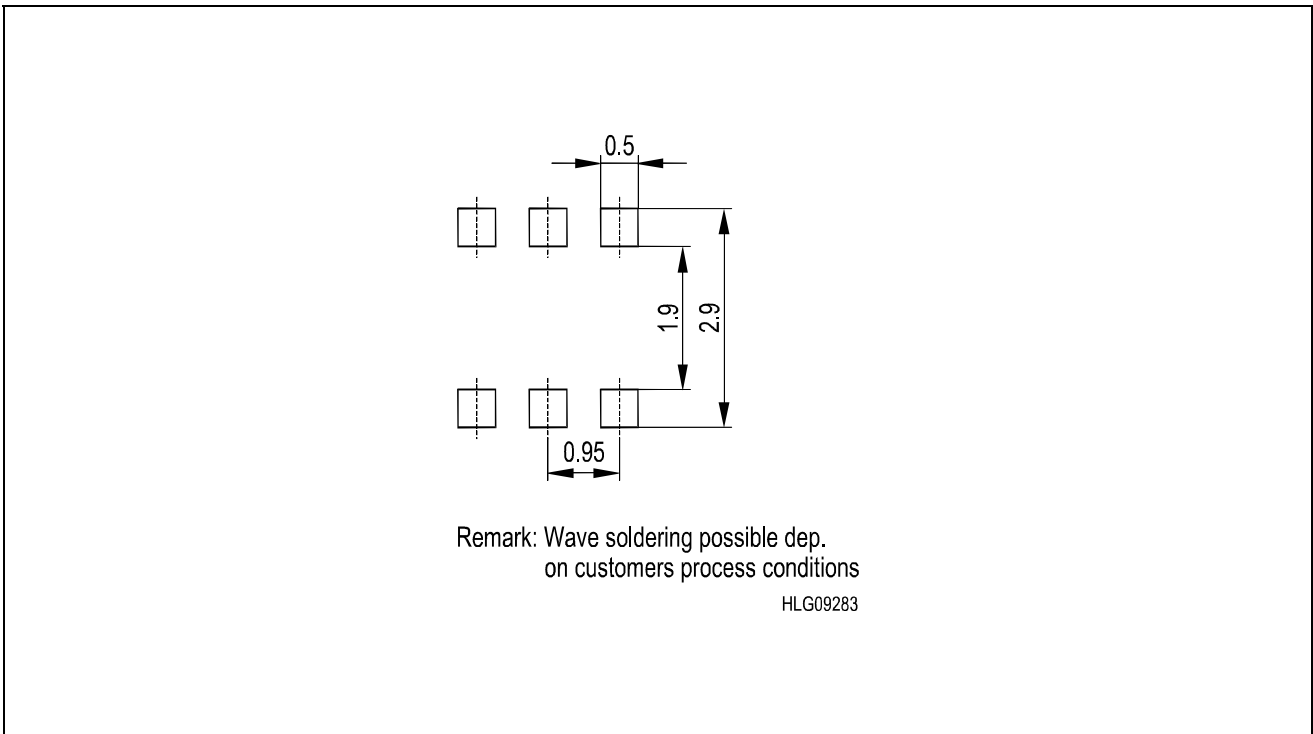 0.5
1.9
2.9
0.95
Remark: Wave soldering possible dep.
on customers process conditions
HLG09283